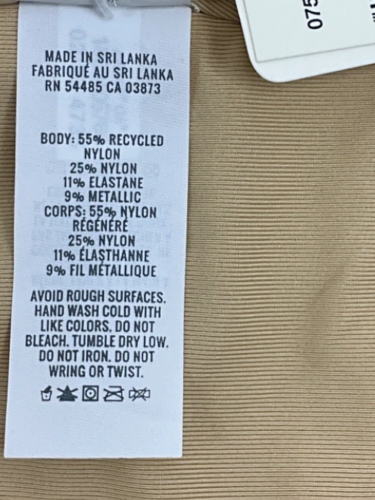 MADE IN SRI LANKA
FABRIQUÉ AU SRI LANKA
RN 54485 CA 03873
BODY: 55% RECYCLED
NYLON
25% NYLON
11% ELASTANE
9% METALLIC
CORPS: 55% NYLON
RÉGÉNÉRÉ
25% NYLON
11% ÉLASTHANNE
9% FIL MÉTALLIQUE
AVOID ROUGH SURFACES.
HAND WASH COLD WITH
LIKE COLORS. DO NOT
BLEACH. TUMBLE DRY LOW.
DO NOT IRON. DO NOT
WRING OR TWIST.
075